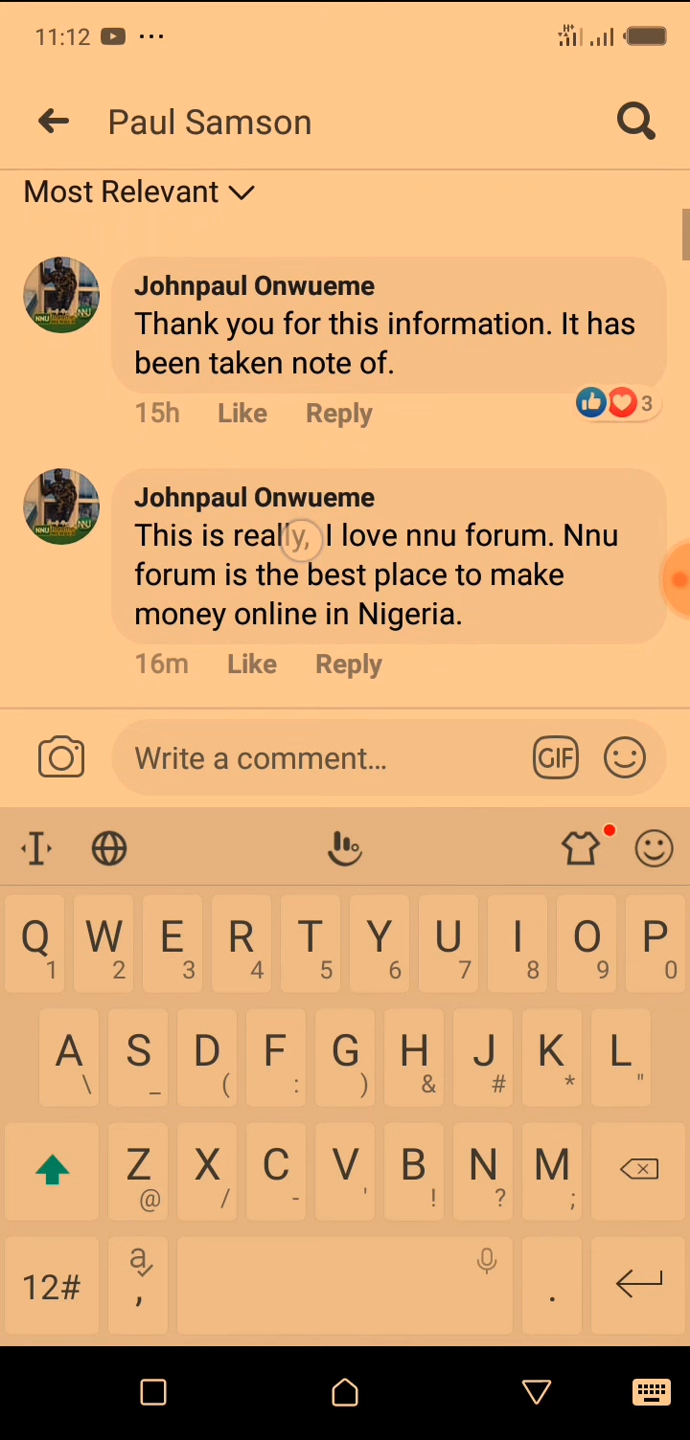 11:12
H+
Paul Samson
Most Relevant
Johnpaul Onwueme
Thank you for this information. It has
been taken note of.
15h Like Reply 3
Johnpaul Onwueme
This is really, I love nnu forum. Nnu
forum is the best place to make
money online in Nigeria.
16m Like Reply
Write a comment... GIF
Q W E R T Y U I O P
1 2 3 4 5 6 7 8 9 0
A S D F G H J K L
\ _ ( : ) & # * "
Z X C V B N M
@ / - ' ! ? ;
12# a , .